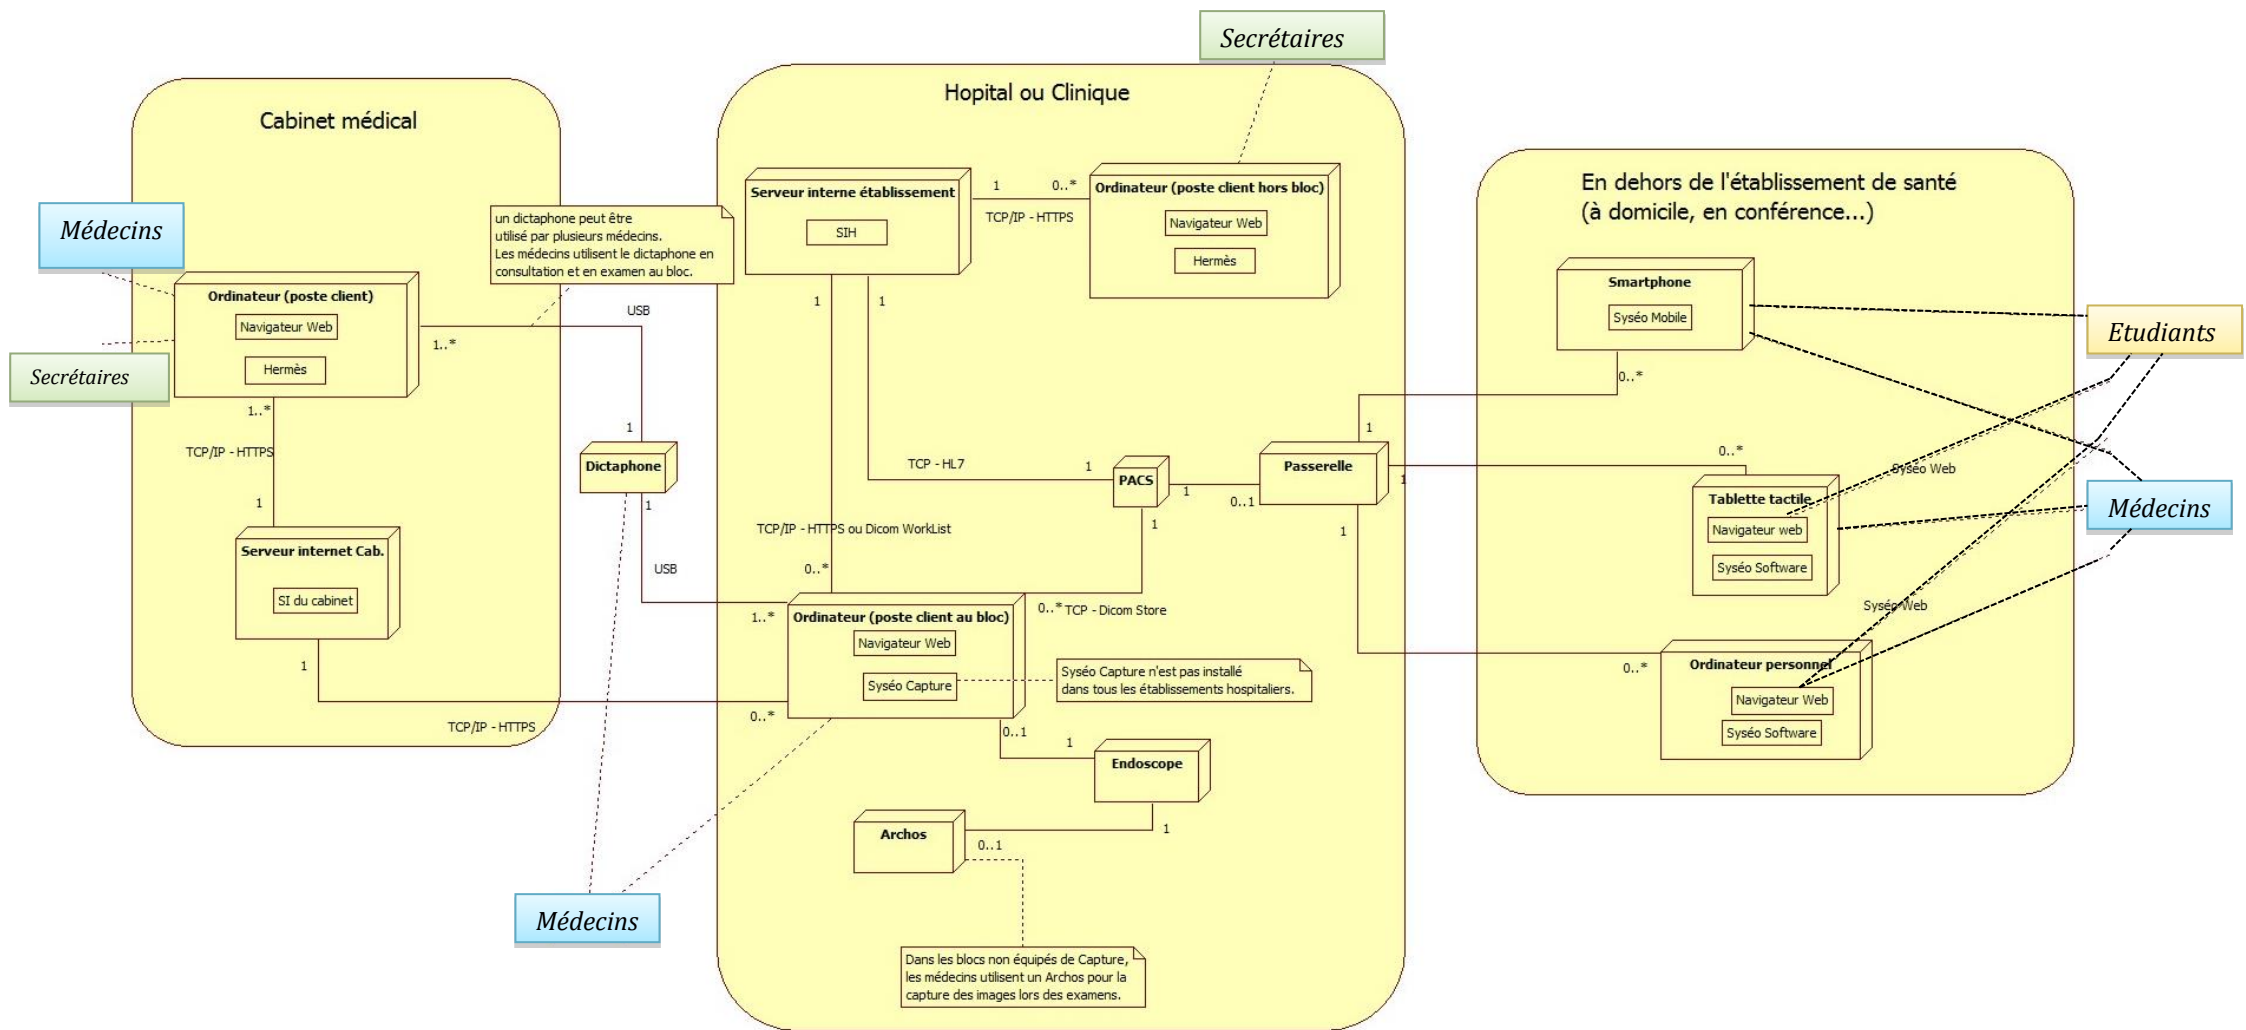 Secrétaires
Hopital ou Clinique
Cabinet médical
En dehors de l'établissement de santé
(à domicile, en conférence...)
Médecins
Secrétaires
Ordinateur (poste client)
Navigateur Web
Hermès
1..*
1..*
TCP/IP - HTTPS
1
Serveur internet Cab.
SI du cabinet
1
TCP/IP - HTTPS
0..*
un dictaphone peut être
utilisé par plusieurs médecins.
Les médecins utilisent le dictaphone en
consultation et en examen au bloc.
USB
1
Dictaphone
1
USB
1..*
Médecins
Serveur interne établissement
SIH
1
0..*
TCP/IP - HTTPS
Ordinateur (poste client hors bloc)
Navigateur Web
Hermès
1
1
TCP - HL7
1
PACS
1
0..1
1
Passerelle
1
1
1
TCP/IP - HTTPS ou Dicom WorkList
0..*
0..*
TCP - Dicom Store
Ordinateur (poste client au bloc)
Navigateur Web
Syséo Capture
Syséo Capture n'est pas installé
dans tous les établissements hospitaliers.
0..1
1
Endoscope
1
Archos
0..1
Dans les blocs non équipés de Capture,
les médecins utilisent un Archos pour la
capture des images lors des examens.
Smartphone
Syséo Mobile
0..*
0..*
Syséo Web
Tablette tactile
Navigateur web
Syséo Software
Syséo Web
0..*
Ordinateur personnel
Navigateur Web
Syséo Software
Etudiants
Médecins